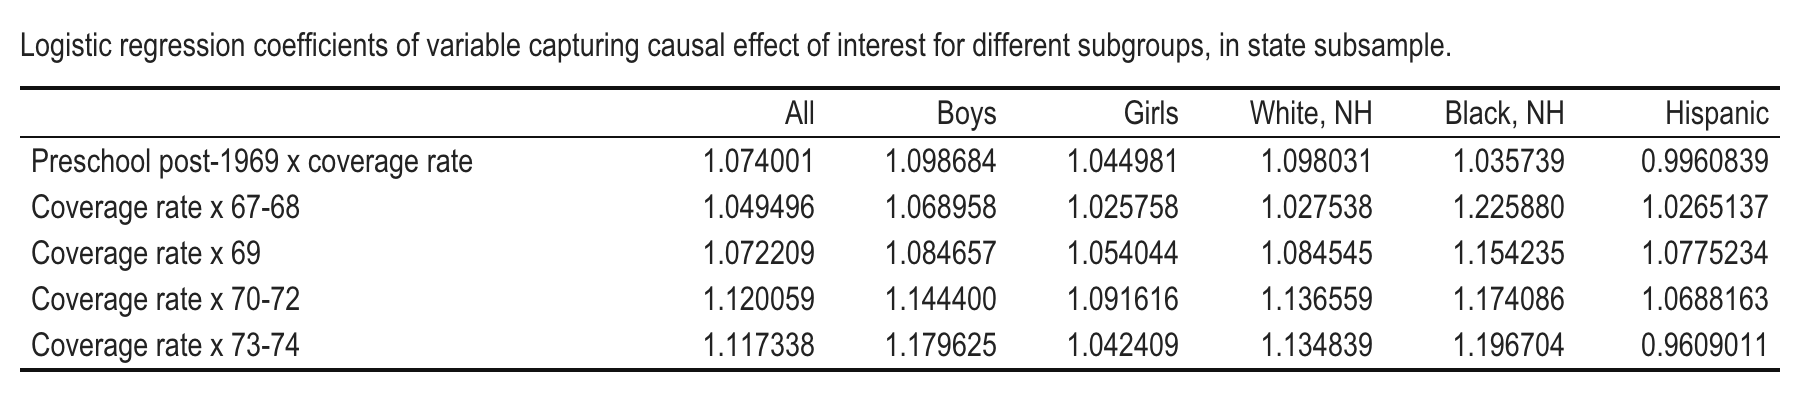 Logistic regression coefficients of variable capturing causal effect of interest for different subgroups, in state subsample.
All Boys Girls White, NH Black, NH Hispanic
Preschool post-1969 x coverage rate 1.074001 1.098684 1.044981 1.098031 1.035739 0.9960839
Coverage rate x 67-68 1.049496 1.068958 1.025758 1.027538 1.225880 1.0265137
Coverage rate x 69 1.072209 1.084657 1.054044 1.084545 1.154235 1.0775234
Coverage rate x 70-72 1.120059 1.144400 1.091616 1.136559 1.174086 1.0688163
Coverage rate x 73-74 1.117338 1.179625 1.042409 1.134839 1.196704 0.9609011